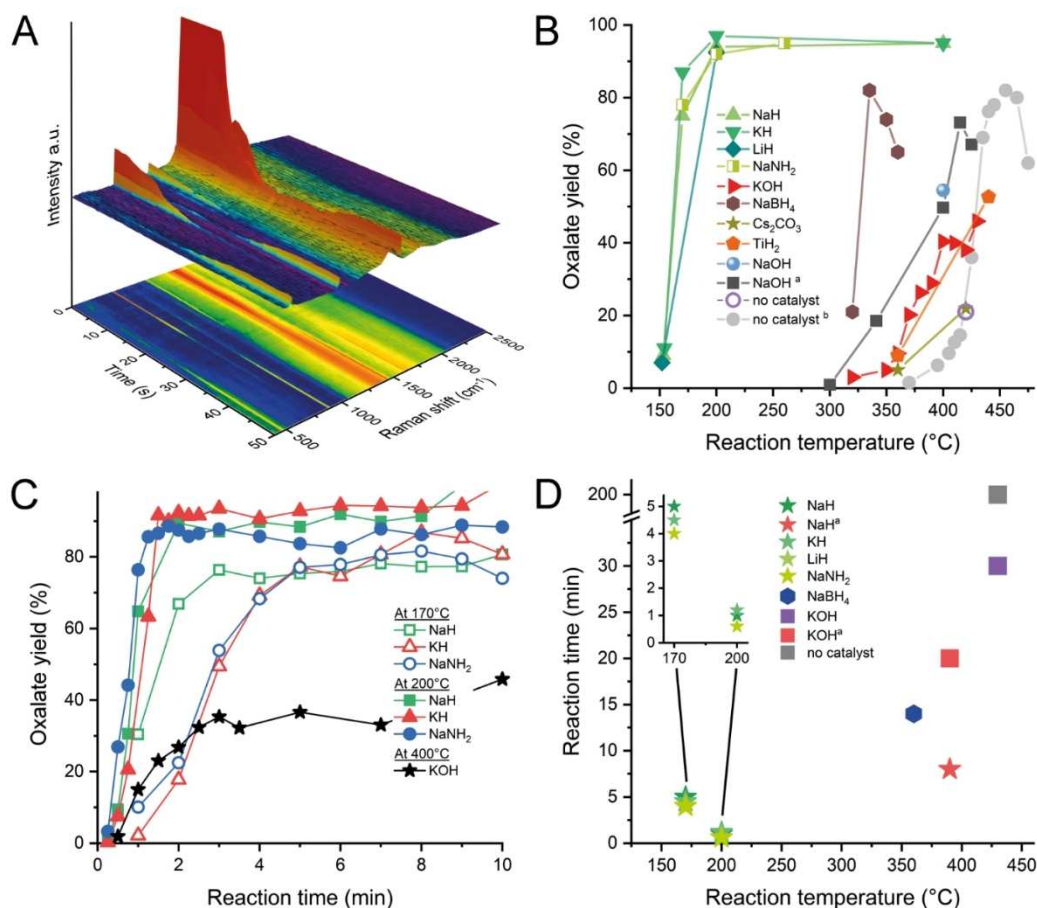 A
Intensity a.u.
0
10
20
30
40
50
Time (s)
500
1000
1500
2000
2500
Raman shift (cm⁻¹)
B
Oxalate yield (%)
100
80
60
40
20
0
NaH
KH
LiH
NaNH₂
KOH
NaBH₄
Cs₂CO₃
TiH₂
NaOH
NaOH ᵃ
no catalyst
no catalyst ᵇ
150 200 250 300 350 400 450
Reaction temperature (°C)
C
Oxalate yield (%)
80
60
40
20
0
At 170°C
NaH
KH
NaNH₂
At 200°C
NaH
KH
NaNH₂
At 400°C
KOH
0 2 4 6 8 10
Reaction time (min)
D
Reaction time (min)
200
30
25
20
15
10
5
0
5
4
3
2
1
0
170 200
NaH
NaHᵃ
KH
LiH
NaNH₂
NaBH₄
KOH
KOHᵃ
no catalyst
150 200 250 300 350 400 450
Reaction temperature (°C)